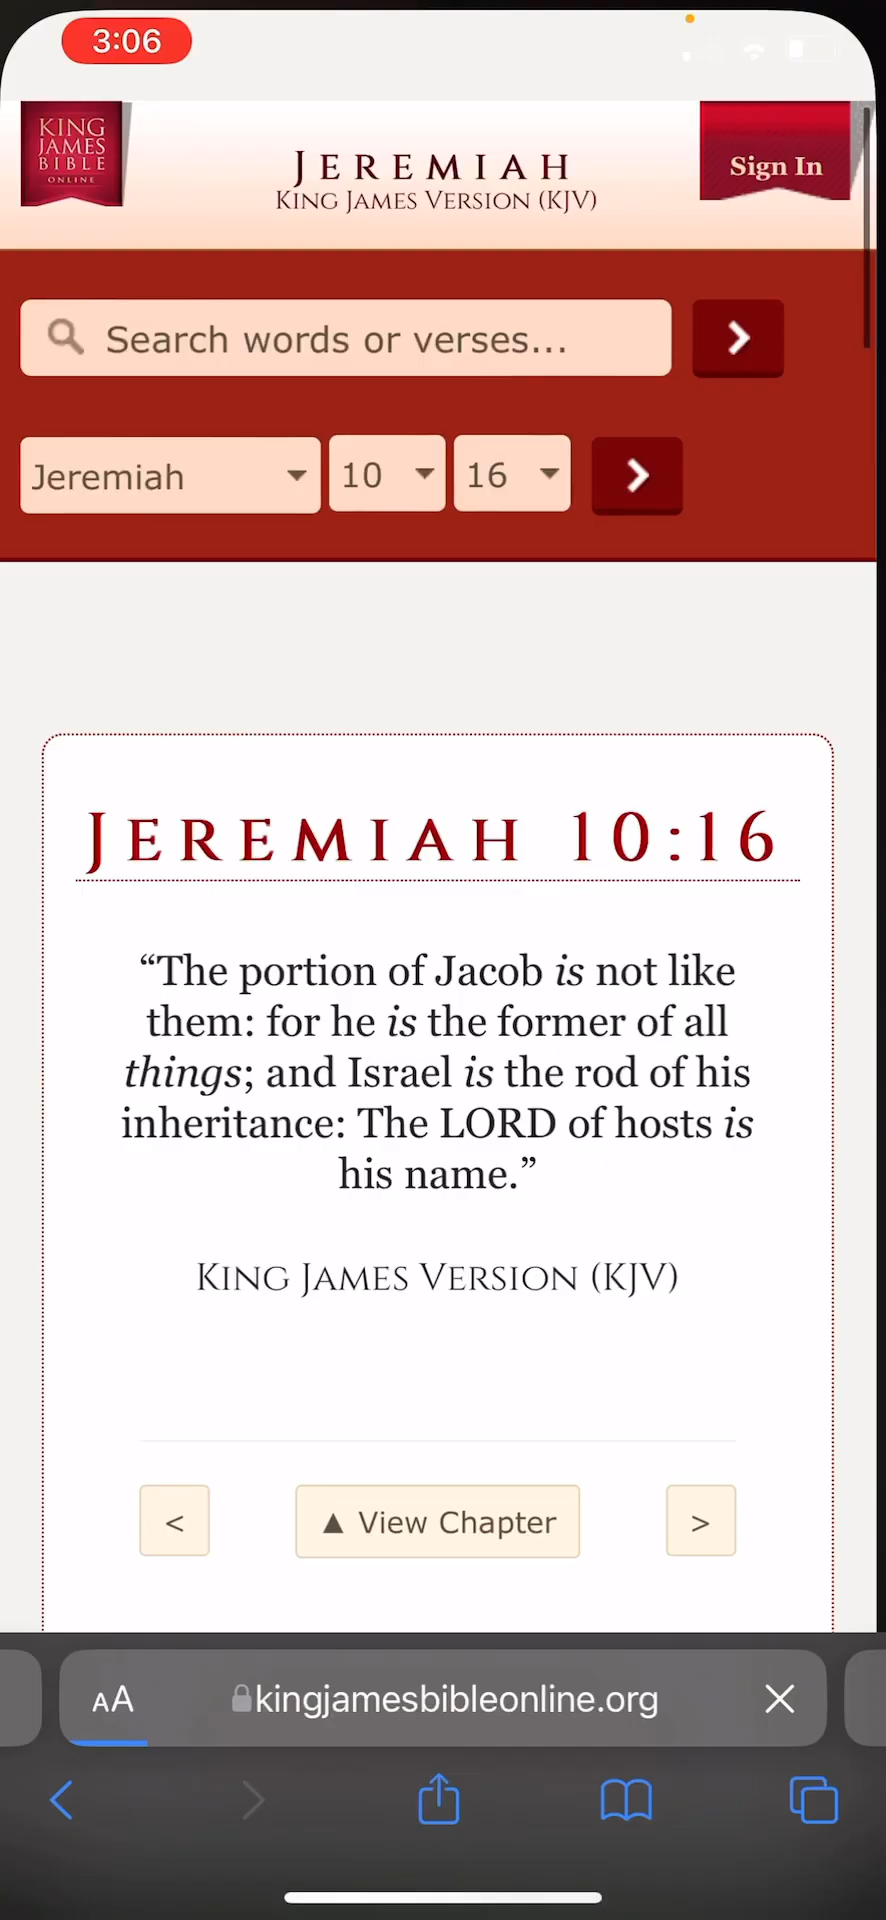 3:06
KING
JAMES
BIBLE
ONLINE
JEREMIAH
KING JAMES VERSION (KJV)
Sign In
Search words or verses...
Jeremiah
10
16
JEREMIAH 10:16
“The portion of Jacob is not like
them: for he is the former of all
things; and Israel is the rod of his
inheritance: The LORD of hosts is
his name.”
KING JAMES VERSION (KJV)
<
▲ View Chapter
>
AA
kingjamesbibleonline.org